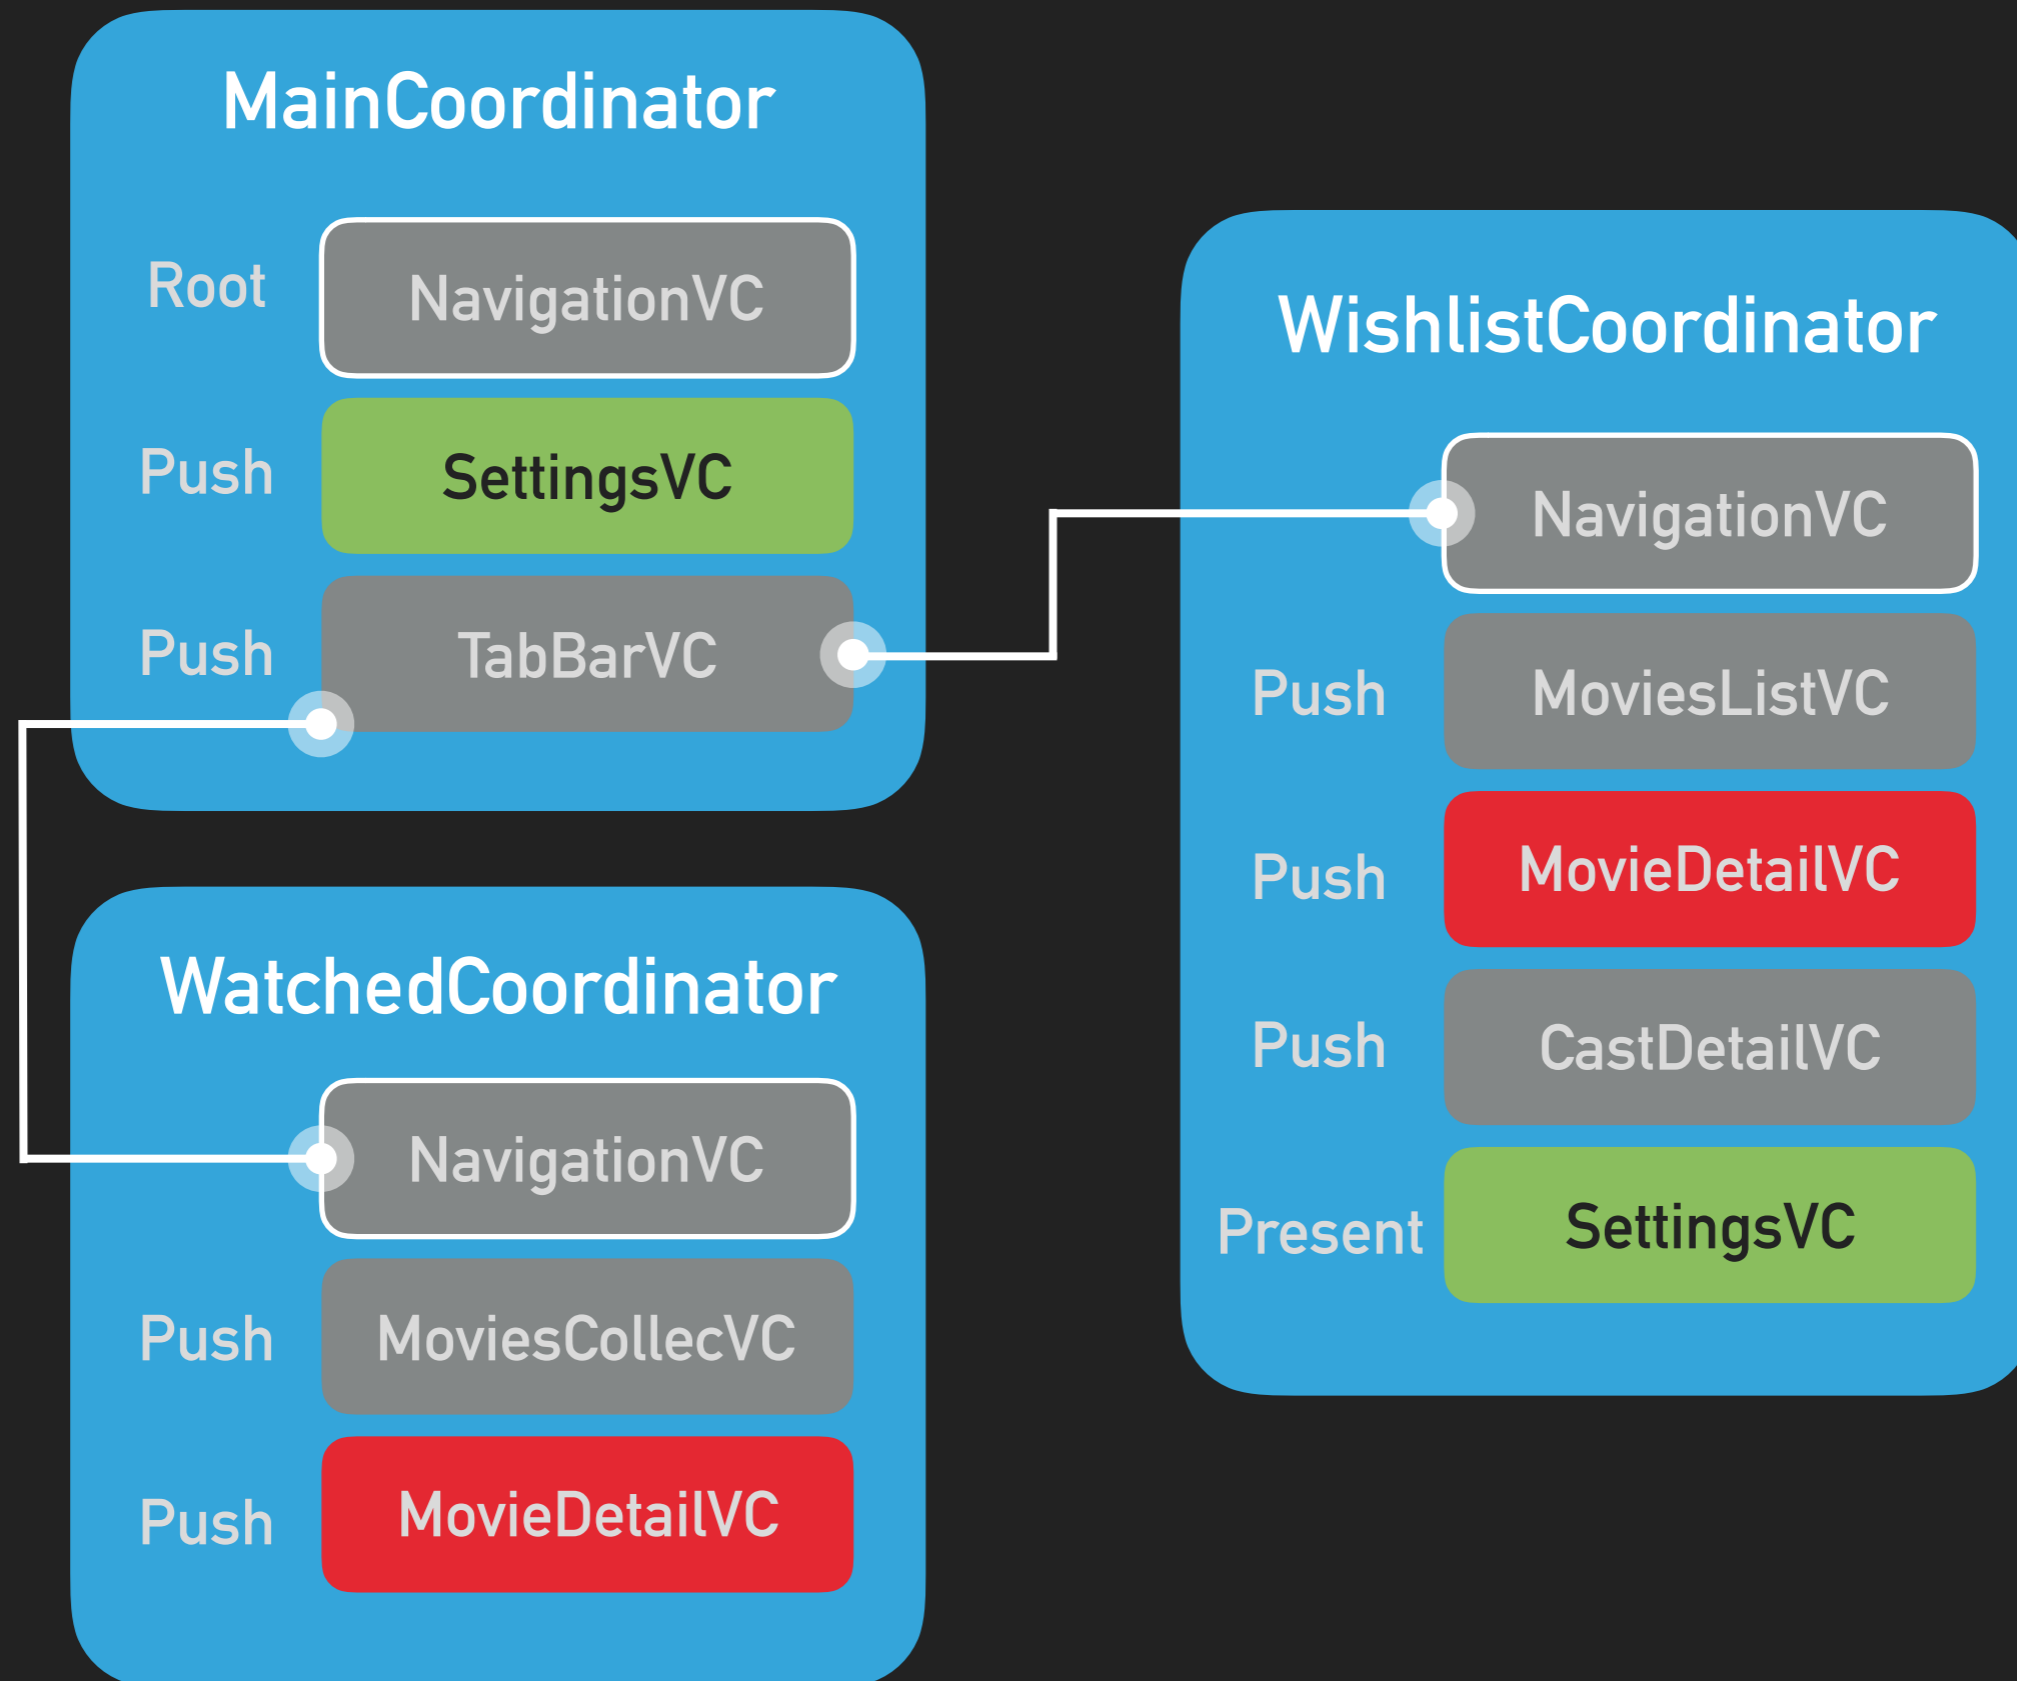 MainCoordinator
Root
NavigationVC
Push
SettingsVC
Push
TabBarVC
WatchedCoordinator
NavigationVC
Push
MoviesCollecVC
Push
MovieDetailVC
WishlistCoordinator
NavigationVC
Push
MoviesListVC
Push
MovieDetailVC
Push
CastDetailVC
Present
SettingsVC